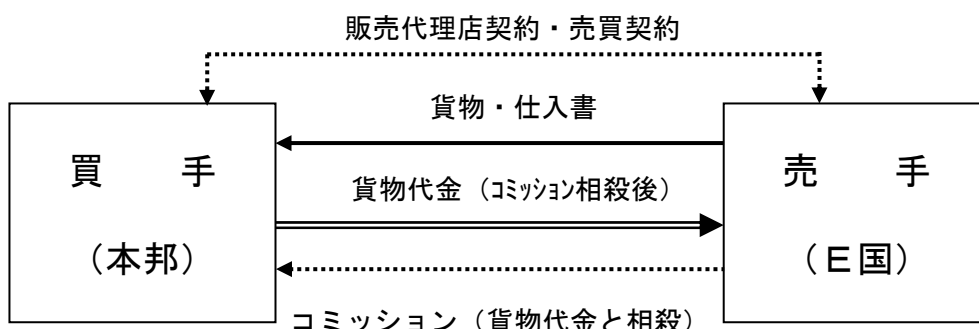 販売代理店契約・売買契約
貨物・仕入書
買　手
売　手
貨物代金（ｺﾐｯｼｮﾝ相殺後）
（本邦）
（Ｅ国）
コミッション（貨物代金と相殺）